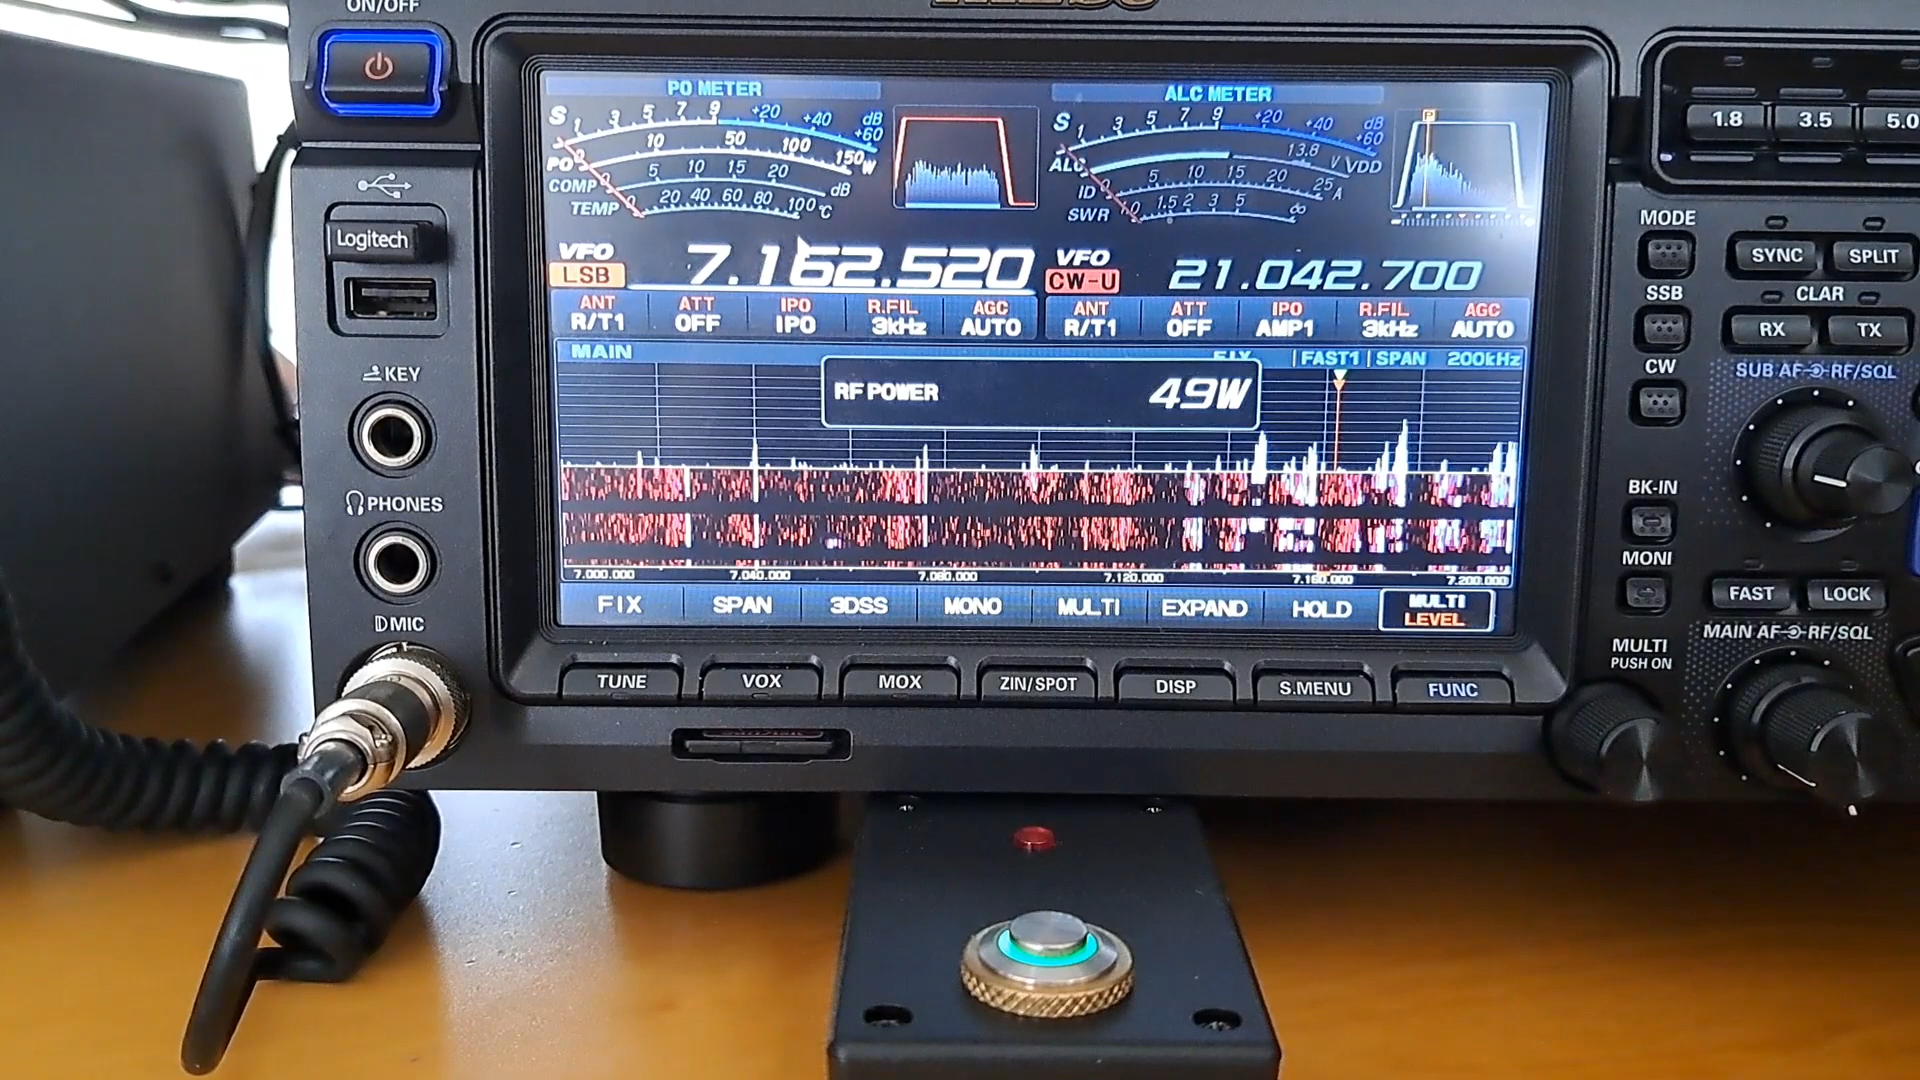 ON/OFF
PO METER
S 1 3 5 7 9 +20 +40 +60 dB
PO 0 10 50 100 150 W
COMP 0 5 10 15 20 dB
TEMP 0 20 40 60 80 100 °C
ALC METER
S 1 3 5 7 9 +20 +40 +60 dB
ALC 13.8 V VDD
ID 0 5 10 15 20 25 A
SWR 1.0 1.5 2 3 5 ∞
P
1.8 3.5 5.0
Logitech
VFO
LSB
7.162.520
VFO
CW-U
21.042.700
ANT ATT IPO R.FIL AGC
R/T1 OFF IPO 3kHz AUTO
ANT ATT IPO R.FIL AGC
R/T1 OFF AMP1 3kHz AUTO
MAIN FIX FAST1 SPAN 200kHz
RF POWER 49W
7.000.000 7.040.000 7.080.000 7.120.000 7.160.000 7.200.000
FIX SPAN 3DSS MONO MULTI EXPAND HOLD MULTI
LEVEL
KEY
PHONES
MIC
TUNE VOX MOX ZIN/SPOT DISP S.MENU FUNC
MODE
SYNC SPLIT
SSB
CLAR
RX TX
CW
SUB AF RF/SQL
BK-IN
MONI
FAST LOCK
MAIN AF RF/SQL
MULTI
PUSH ON